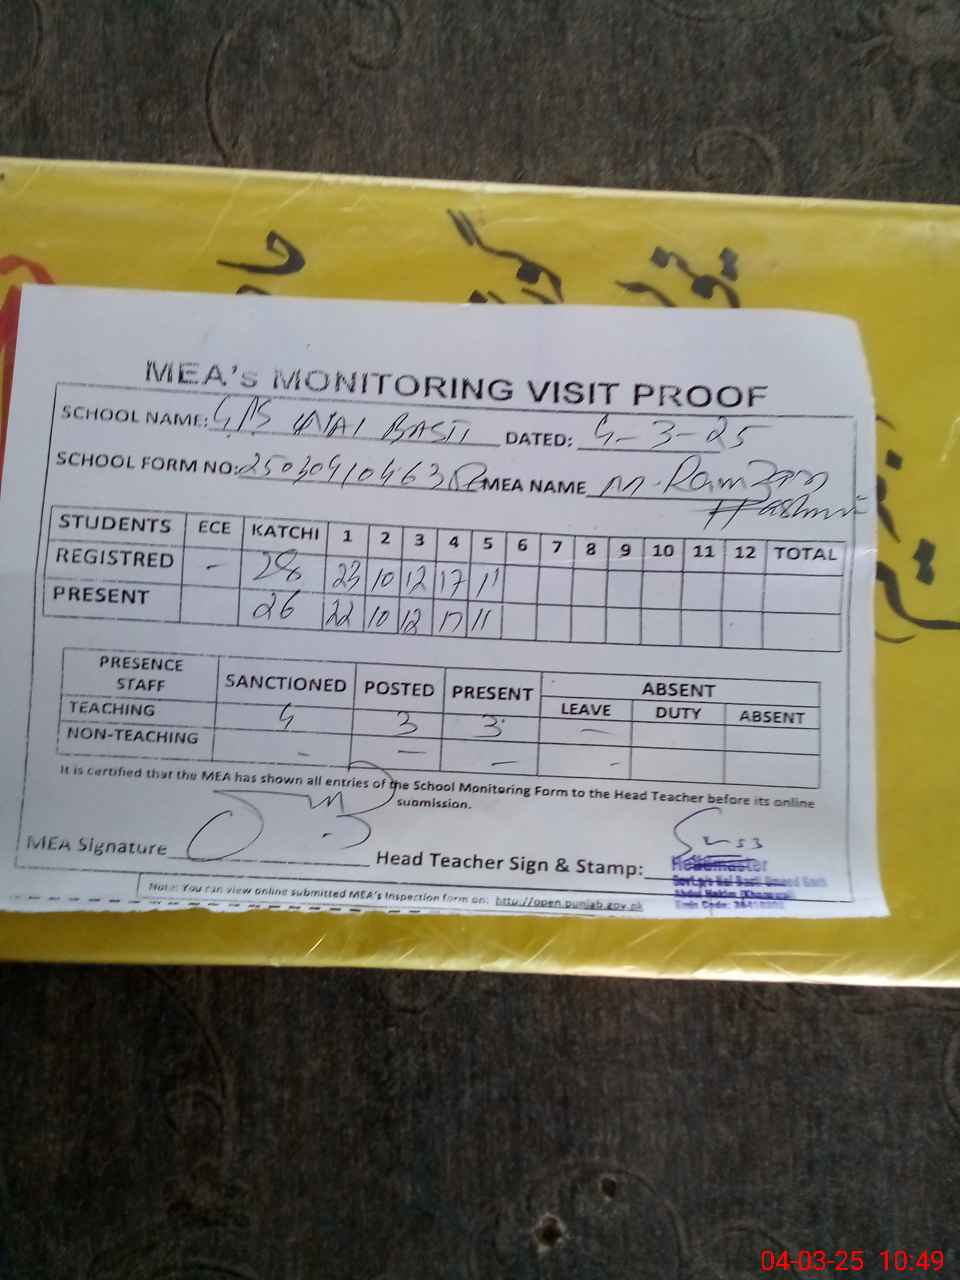 MEA's MONITORING VISIT PROOF
SCHOOL NAME: G/PS NAI BASTI DATED: 4-3-25
SCHOOL FORM NO: MEA NAME M. Ramzan Hashmi
STUDENTS ECE KATCHI 1 2 3 4 5 6 7 8 9 10 11 12 TOTAL
REGISTRED - 28 23 10 12 17 11
PRESENT 26 22 10 12 17 11
PRESENCE STAFF SANCTIONED POSTED PRESENT ABSENT
LEAVE DUTY ABSENT
TEACHING 4 3 3 -
NON-TEACHING - - - -
It is certified that the MEA has shown all entries of the School Monitoring Form to the Head Teacher before its online
submission.
MEA Signature Head Teacher Sign & Stamp:
Headmaster
Note: You can view online submitted MEA's Inspection form on: http://open.punjab.gov.pk
04-03-25 10:49